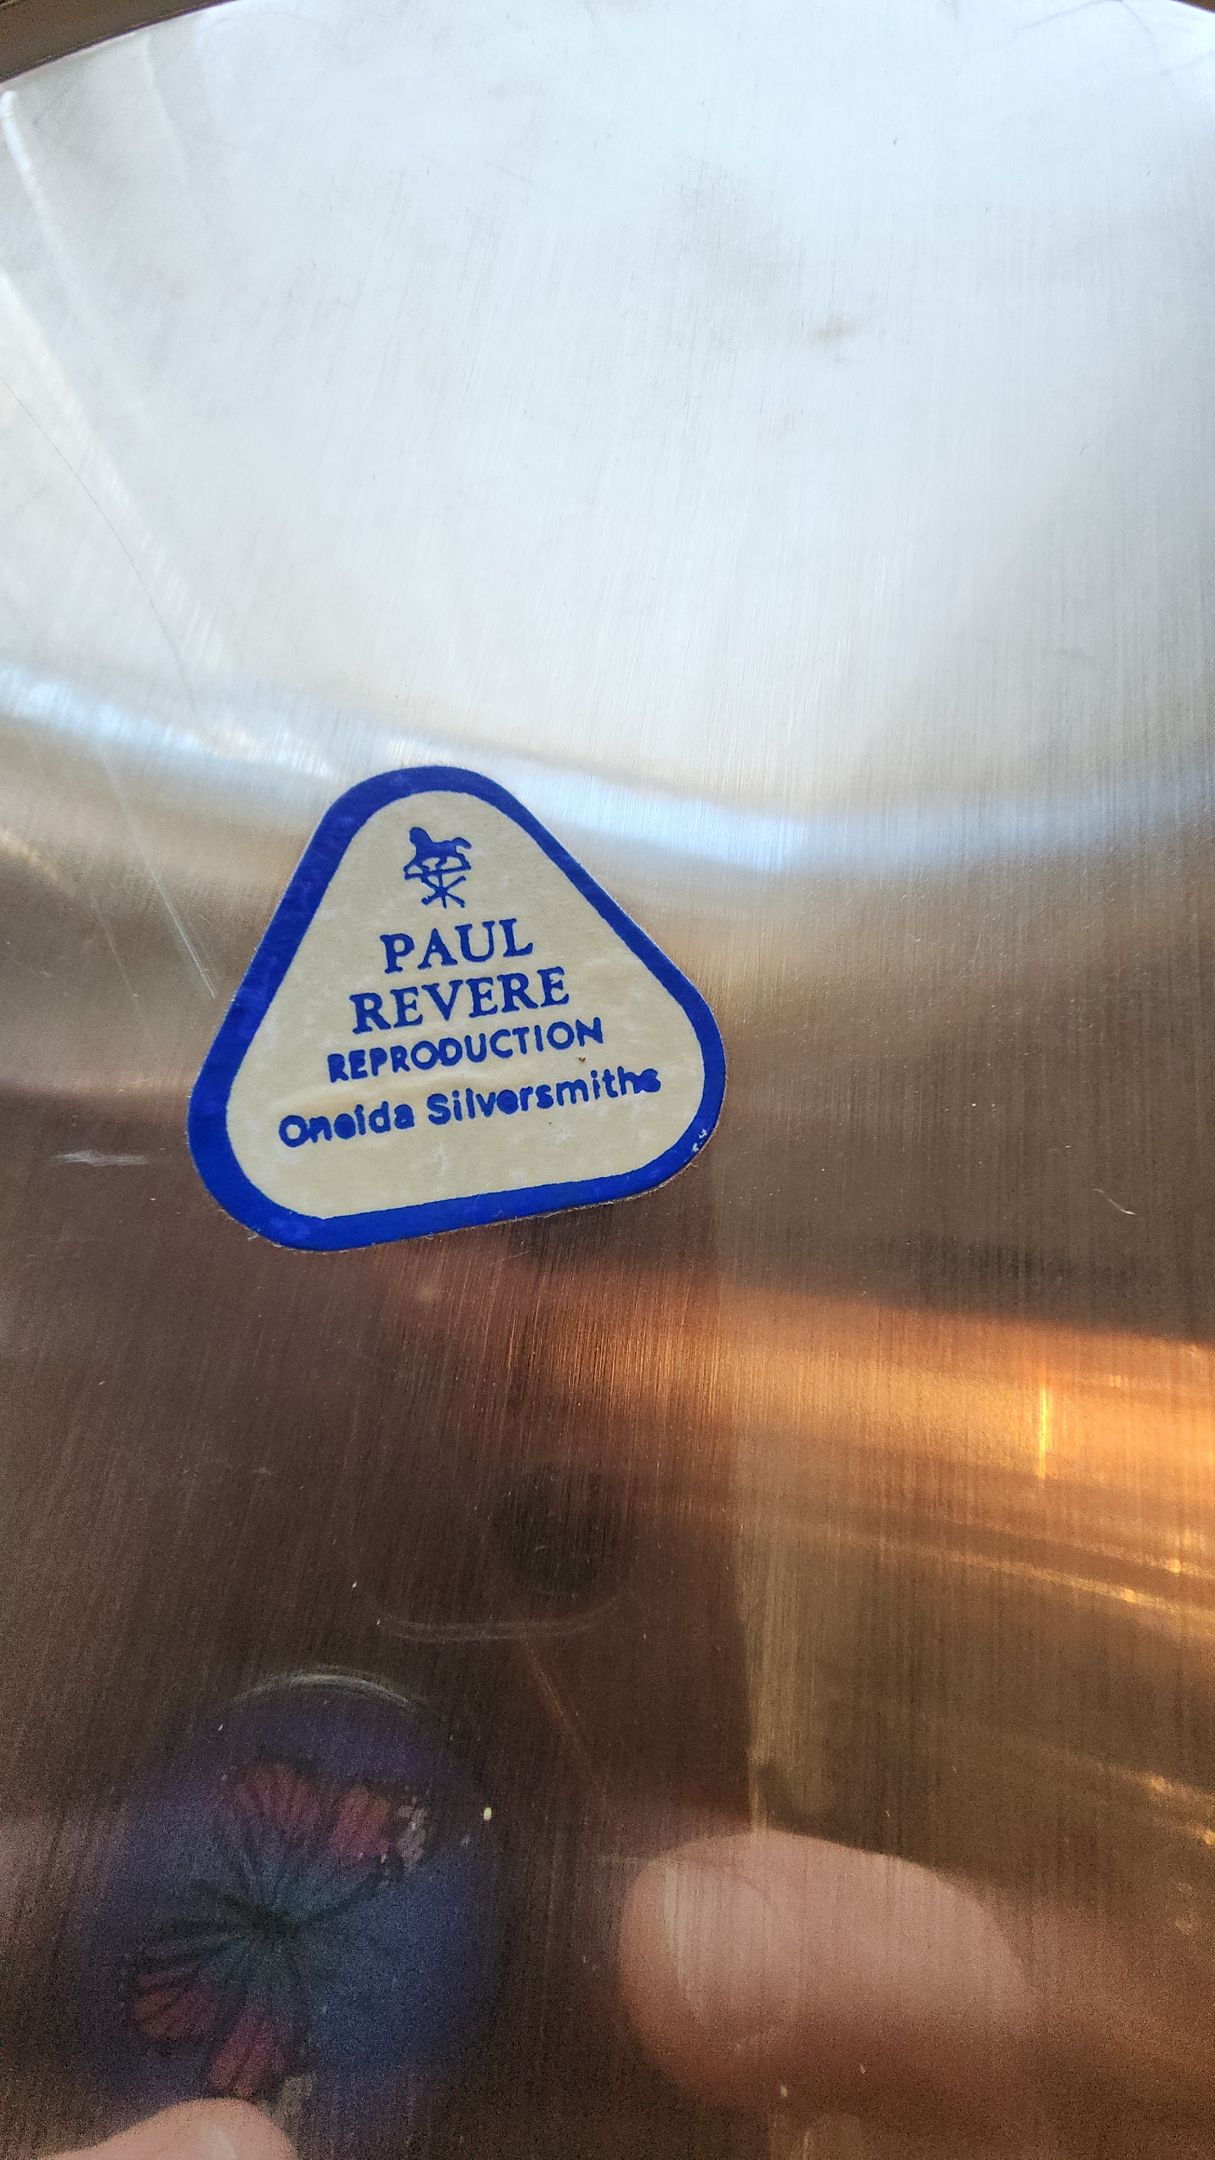 PAUL
REVERE
REPRODUCTION
Oneida Silversmiths